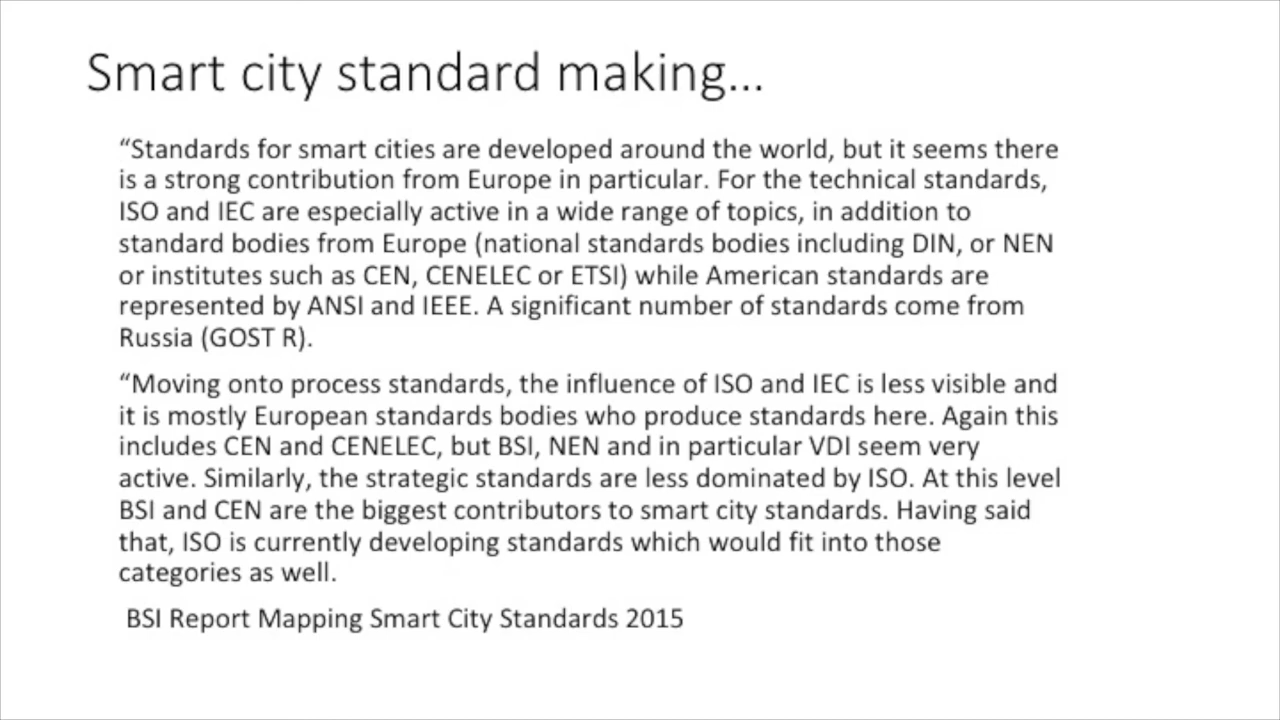 Smart city standard making...
“Standards for smart cities are developed around the world, but it seems there
is a strong contribution from Europe in particular. For the technical standards,
ISO and IEC are especially active in a wide range of topics, in addition to
standard bodies from Europe (national standards bodies including DIN, or NEN
or institutes such as CEN, CENELEC or ETSI) while American standards are
represented by ANSI and IEEE. A significant number of standards come from
Russia (GOST R).
“Moving onto process standards, the influence of ISO and IEC is less visible and
it is mostly European standards bodies who produce standards here. Again this
includes CEN and CENELEC, but BSI, NEN and in particular VDI seem very
active. Similarly, the strategic standards are less dominated by ISO. At this level
BSI and CEN are the biggest contributors to smart city standards. Having said
that, ISO is currently developing standards which would fit into those
categories as well.
BSI Report Mapping Smart City Standards 2015